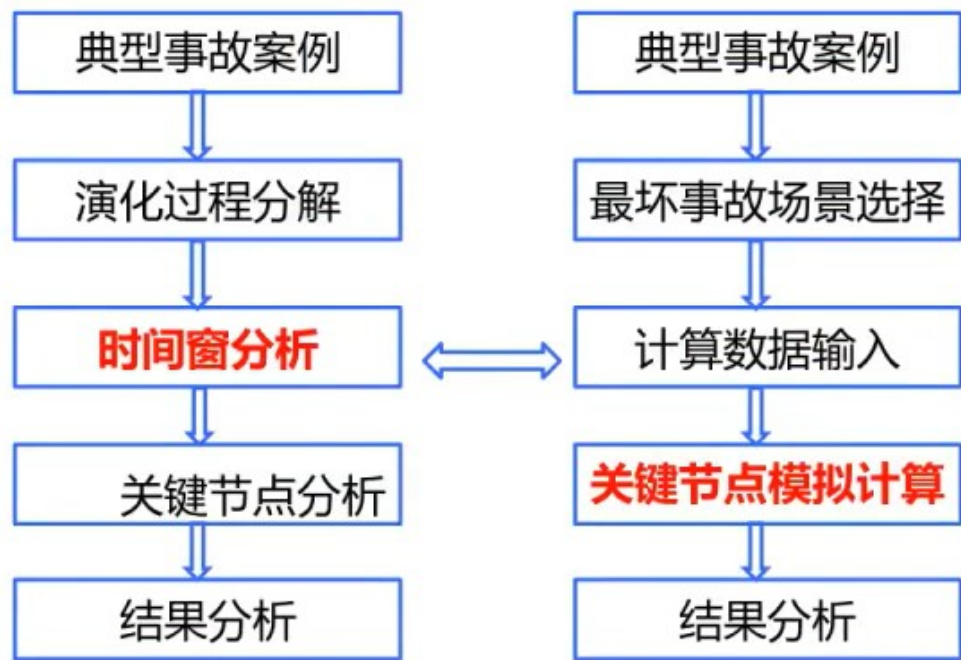 典型事故案例
演化过程分解
时间窗分析
关键节点分析
结果分析
典型事故案例
最坏事故场景选择
计算数据输入
关键节点模拟计算
结果分析